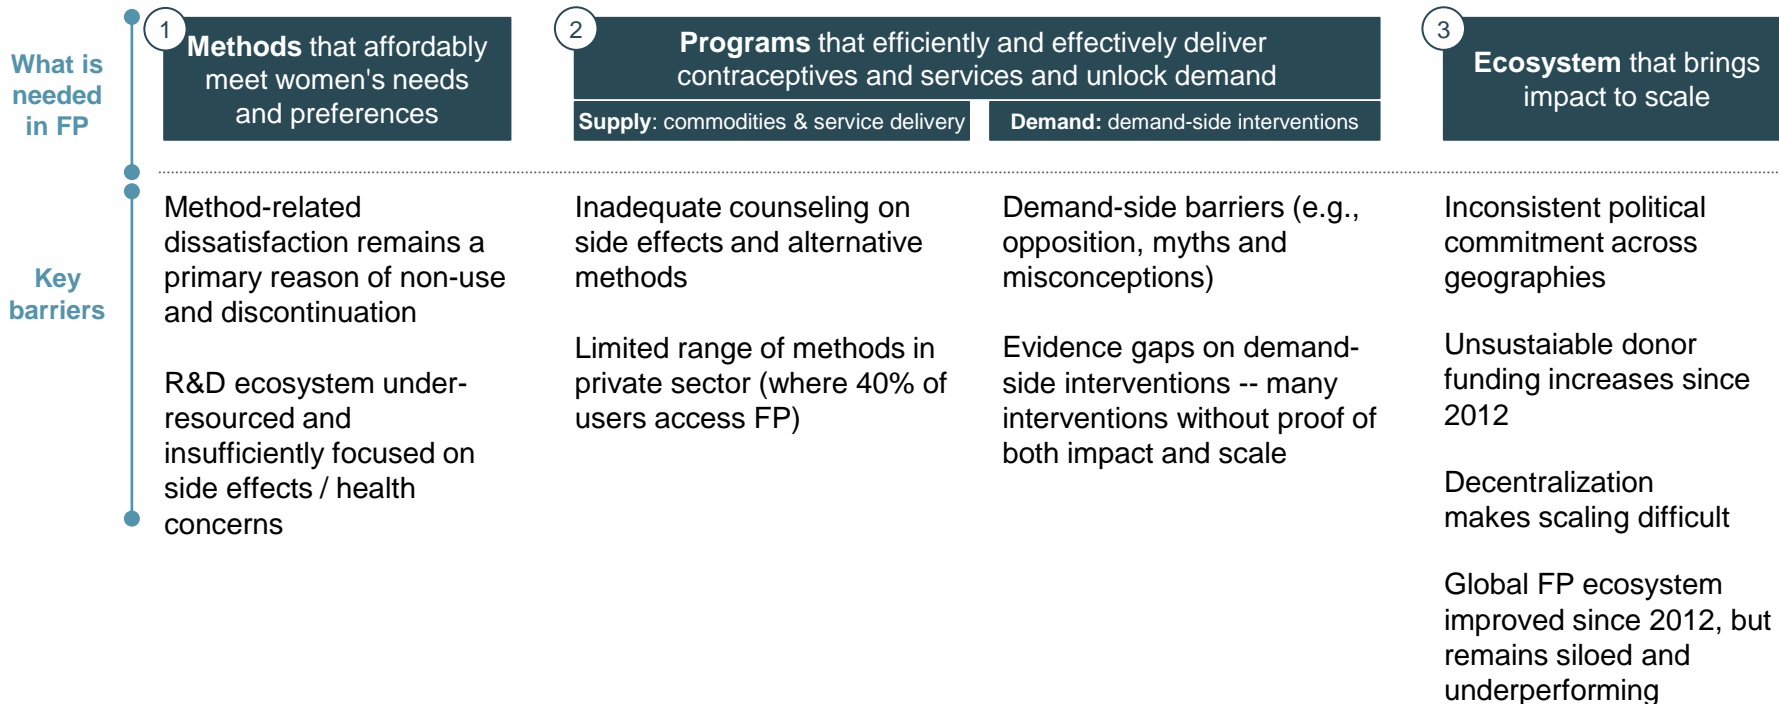 What is
needed
in FP
1
Methods that affordably
meet women's needs
and preferences
2
Programs that efficiently and effectively deliver
contraceptives and services and unlock demand
Supply: commodities & service delivery
Demand: demand-side interventions
3
Ecosystem that brings
impact to scale
Key
barriers
Method-related
dissatisfaction remains a
primary reason of non-use
and discontinuation
R&D ecosystem under-
resourced and
insufficiently focused on
side effects / health
concerns
Inadequate counseling on
side effects and alternative
methods
Limited range of methods in
private sector (where 40% of
users access FP)
Demand-side barriers (e.g.,
opposition, myths and
misconceptions)
Evidence gaps on demand-
side interventions -- many
interventions without proof of
both impact and scale
Inconsistent political
commitment across
geographies
Unsustaiable donor
funding increases since
2012
Decentralization
makes scaling difficult
Global FP ecosystem
improved since 2012, but
remains siloed and
underperforming